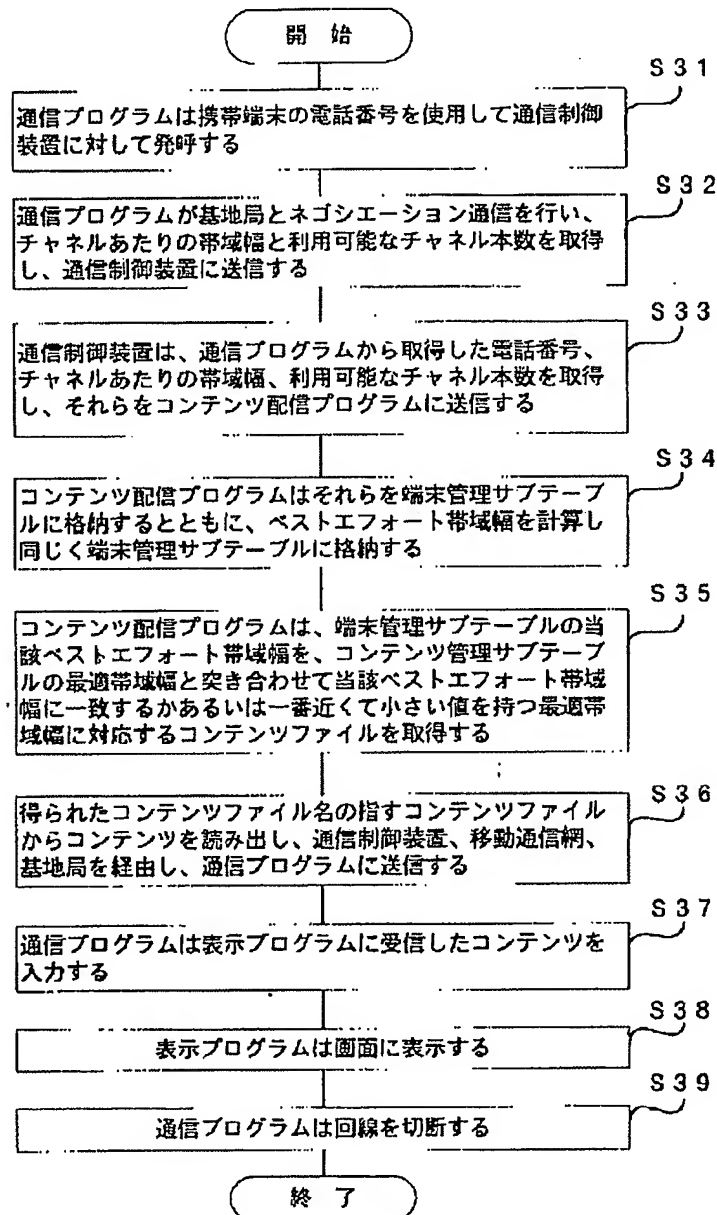 開 始
S31
通信プログラムは携帯端末の電話番号を使用して通信制御
装置に対して発呼する
S32
通信プログラムが基地局とネゴシエーション通信を行い、
チャネルあたりの帯域幅と利用可能なチャネル本数を取得
し、通信制御装置に送信する
S33
通信制御装置は、通信プログラムから取得した電話番号、
チャネルあたりの帯域幅、利用可能なチャネル本数を取得
し、それらをコンテンツ配信プログラムに送信する
S34
コンテンツ配信プログラムはそれらを端末管理サブテーブ
ルに格納するとともに、ベストエフォート帯域幅を計算し
同じく端末管理サブテーブルに格納する
S35
コンテンツ配信プログラムは、端末管理サブテーブルの当
該ベストエフォート帯域幅を、コンテンツ管理サブテーブ
ルの最適帯域幅と突き合わせて当該ベストエフォート帯域
幅に一致するかあるいは一番近くて小さい値を持つ最適帯
域幅に対応するコンテンツファイルを取得する
S36
得られたコンテンツファイル名の指すコンテンツファイル
からコンテンツを読み出し、通信制御装置、移動通信網、
基地局を経由し、通信プログラムに送信する
S37
通信プログラムは表示プログラムに受信したコンテンツを
入力する
S38
表示プログラムは画面に表示する
S39
通信プログラムは回線を切断する
終 了